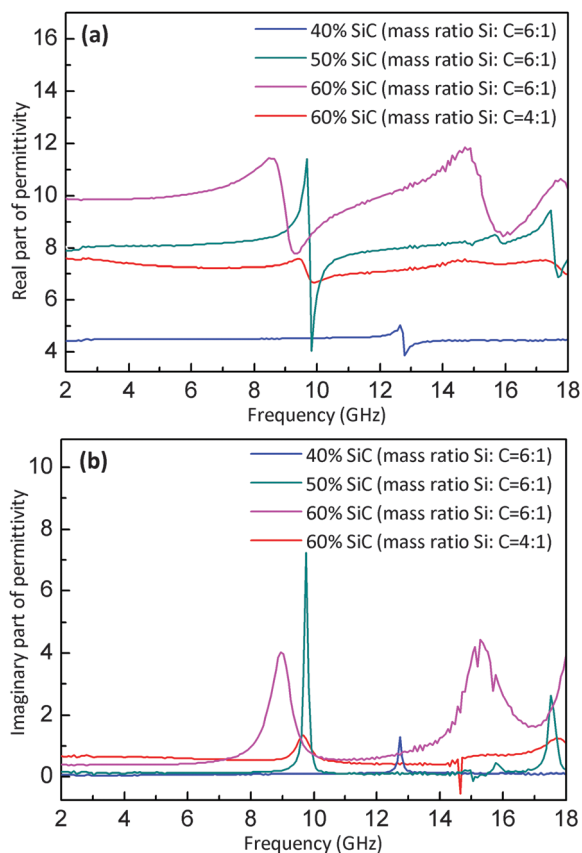 (a)
40% SiC (mass ratio Si: C=6:1)
50% SiC (mass ratio Si: C=6:1)
60% SiC (mass ratio Si: C=6:1)
60% SiC (mass ratio Si: C=4:1)
Real part of permittivity
16
14
12
10
8
6
4
2 4 6 8 10 12 14 16 18
Frequency (GHz)
(b)
40% SiC (mass ratio Si: C=6:1)
50% SiC (mass ratio Si: C=6:1)
60% SiC (mass ratio Si: C=6:1)
60% SiC (mass ratio Si: C=4:1)
Imaginary part of permittivity
10
8
6
4
2
0
2 4 6 8 10 12 14 16 18
Frequency (GHz)